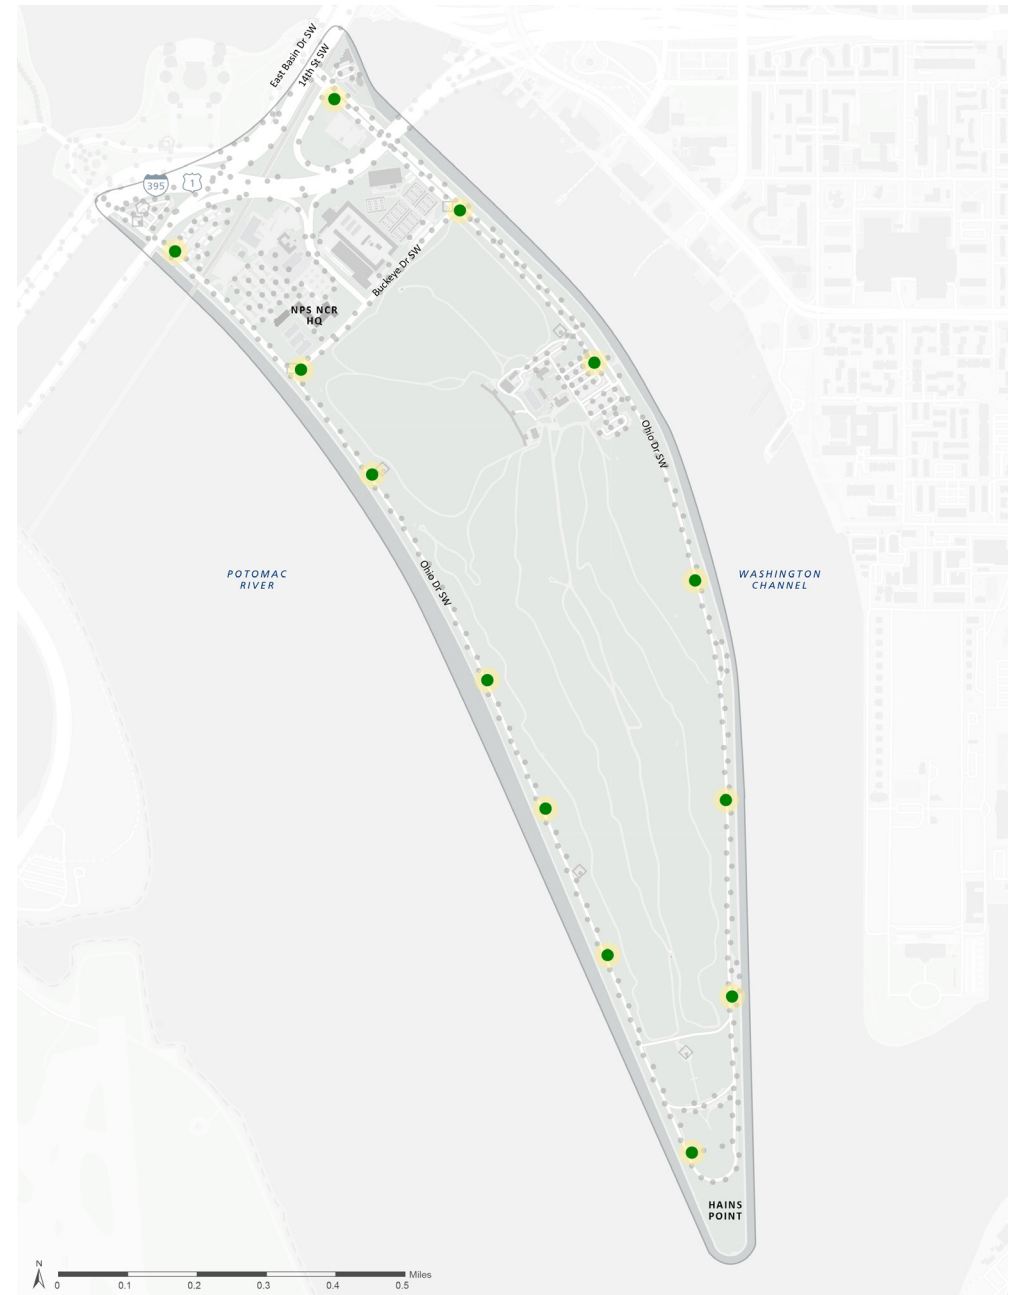 East Basin Dr SW
14th St SW
395
1
Buckeye Dr SW
NPS NCR
HQ
Ohio Dr SW
Ohio Dr SW
POTOMAC
RIVER
WASHINGTON
CHANNEL
HAINS
POINT
N
Miles
0 0.1 0.2 0.3 0.4 0.5